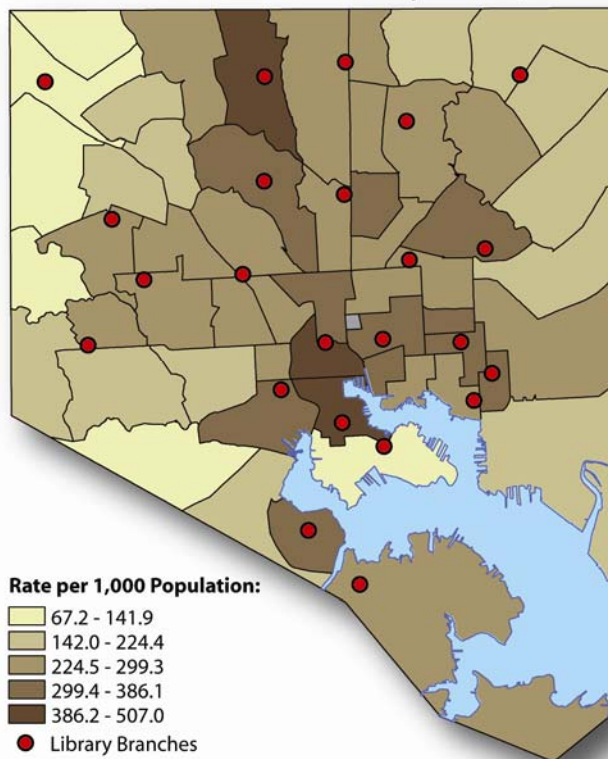 Rate per 1,000 Population:
67.2 - 141.9
142.0 - 224.4
224.5 - 299.3
299.4 - 386.1
386.2 - 507.0
Library Branches